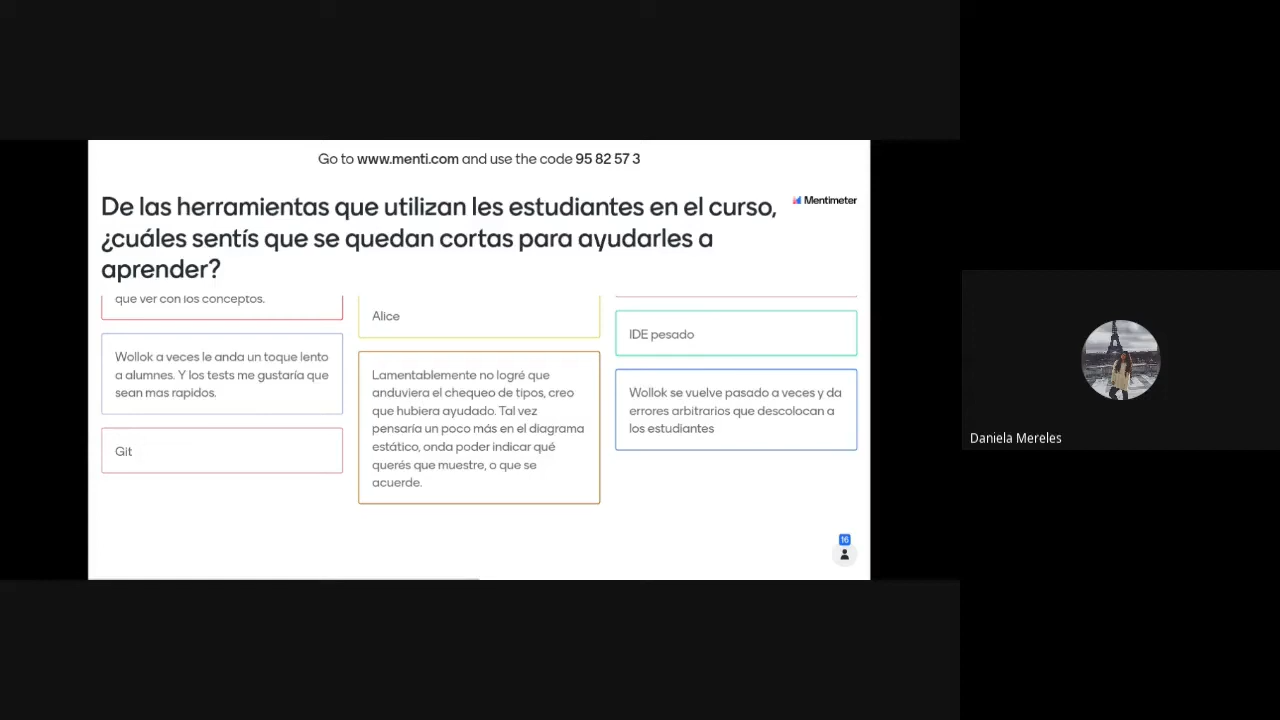 Go to www.menti.com and use the code 95 82 57 3
De las herramientas que utilizan les estudiantes en el curso,
¿cuáles sentís que se quedan cortas para ayudarles a
aprender?
Mentimeter
que ver con los conceptos.
Wollok a veces le anda un toque lento
a alumnes. Y los tests me gustaría que
sean mas rapidos.
Git
Alice
Lamentablemente no logré que
anduviera el chequeo de tipos, creo
que hubiera ayudado. Tal vez
pensaría un poco más en el diagrama
estático, onda poder indicar qué
querés que muestre, o que se
acuerde.
IDE pesado
Wollok se vuelve pasado a veces y da
errores arbitrarios que descolocan a
los estudiantes
16
Daniela Mereles